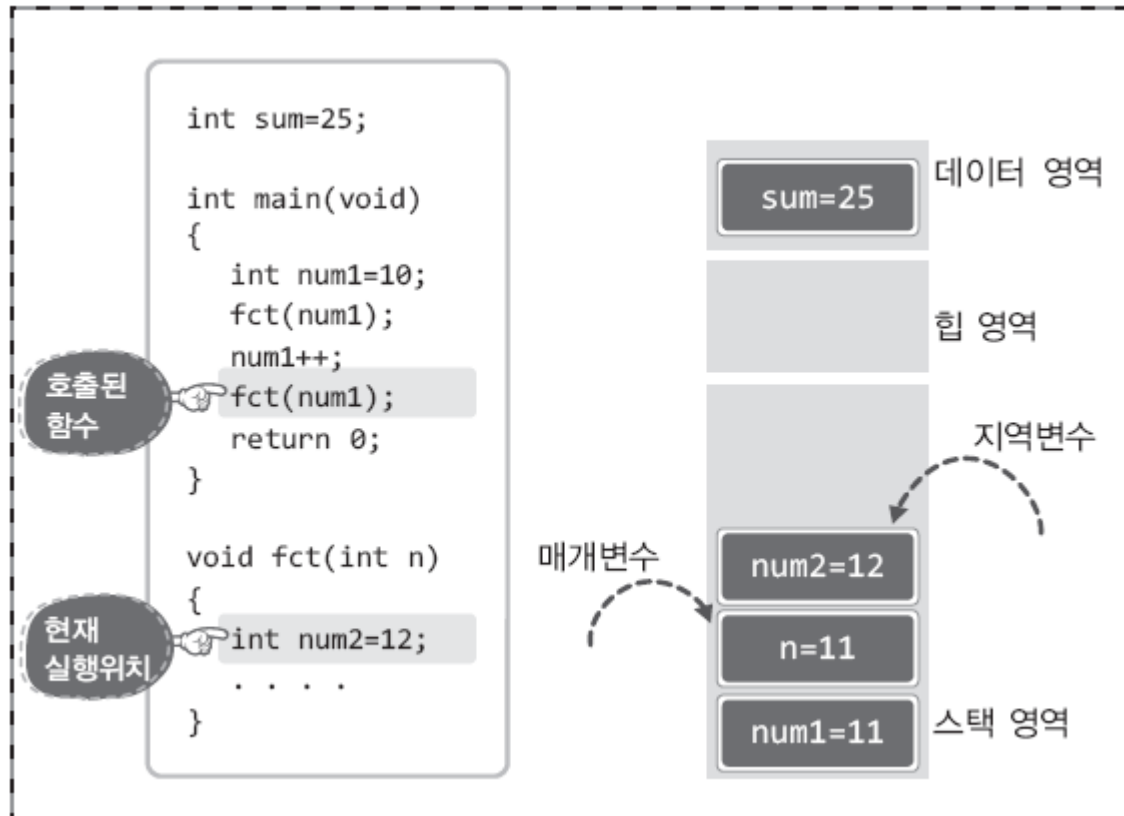 int sum=25;
int main(void)
{
int num1=10;
fct(num1);
num1++;
fct(num1);
return 0;
}
void fct(int n)
{
int num2=12;
. . . .
}
호출된
함수
현재
실행위치
sum=25
데이터 영역
힙 영역
지역변수
매개변수
num2=12
n=11
num1=11
스택 영역